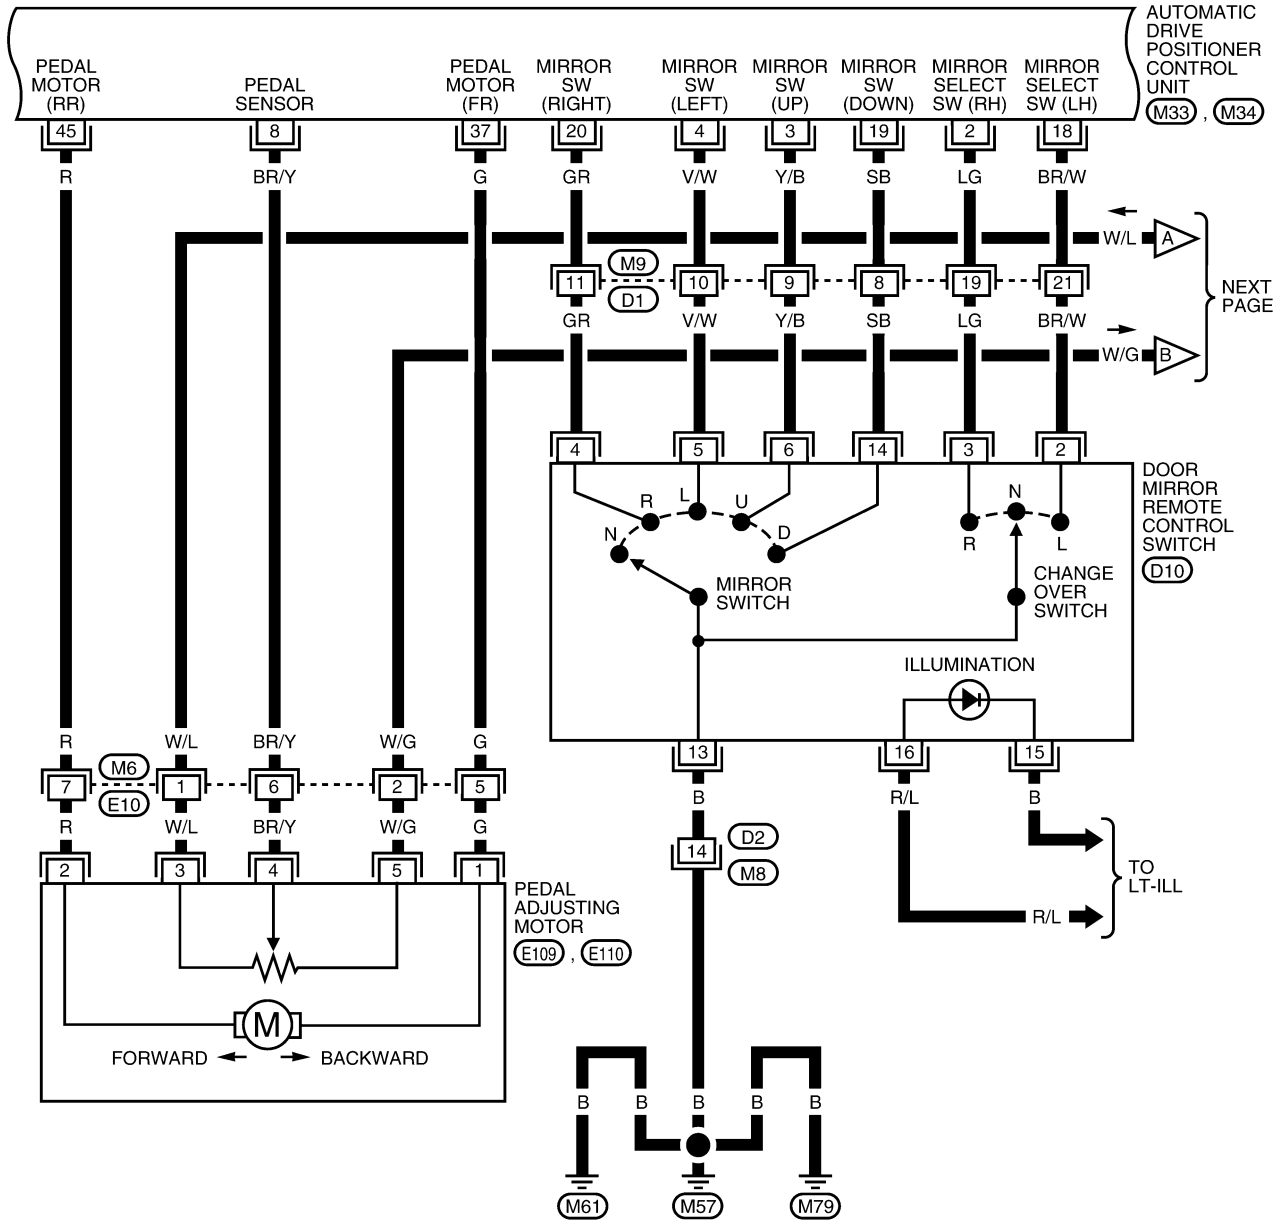 AUTOMATIC
DRIVE
POSITIONER
CONTROL
UNIT
M33 , M34
PEDAL
MOTOR
(RR)
PEDAL
SENSOR
PEDAL
MOTOR
(FR)
MIRROR
SW
(RIGHT)
MIRROR
SW
(LEFT)
MIRROR
SW
(UP)
MIRROR
SW
(DOWN)
MIRROR
SELECT
SW (RH)
MIRROR
SELECT
SW (LH)
45 8 37 20 4 3 19 2 18
R BR/Y G GR V/W Y/B SB LG BR/W
W/L A
M9
11 10 9 8 19 21
D1
NEXT
PAGE
GR V/W Y/B SB LG BR/W
W/G B
4 5 6 14 3 2
DOOR
MIRROR
REMOTE
CONTROL
SWITCH
D10
N R L U D
R N L
MIRROR
SWITCH
CHANGE
OVER
SWITCH
ILLUMINATION
R W/L BR/Y W/G G
13 16 15
M6
7 1 6 2 5
E10
B R/L B
R W/L BR/Y W/G G
D2
14
M8
2 3 4 5 1
PEDAL
ADJUSTING
MOTOR
E109 , E110
TO
LT-ILL
R/L
M
FORWARD BACKWARD
B B B B B
M61 M57 M79